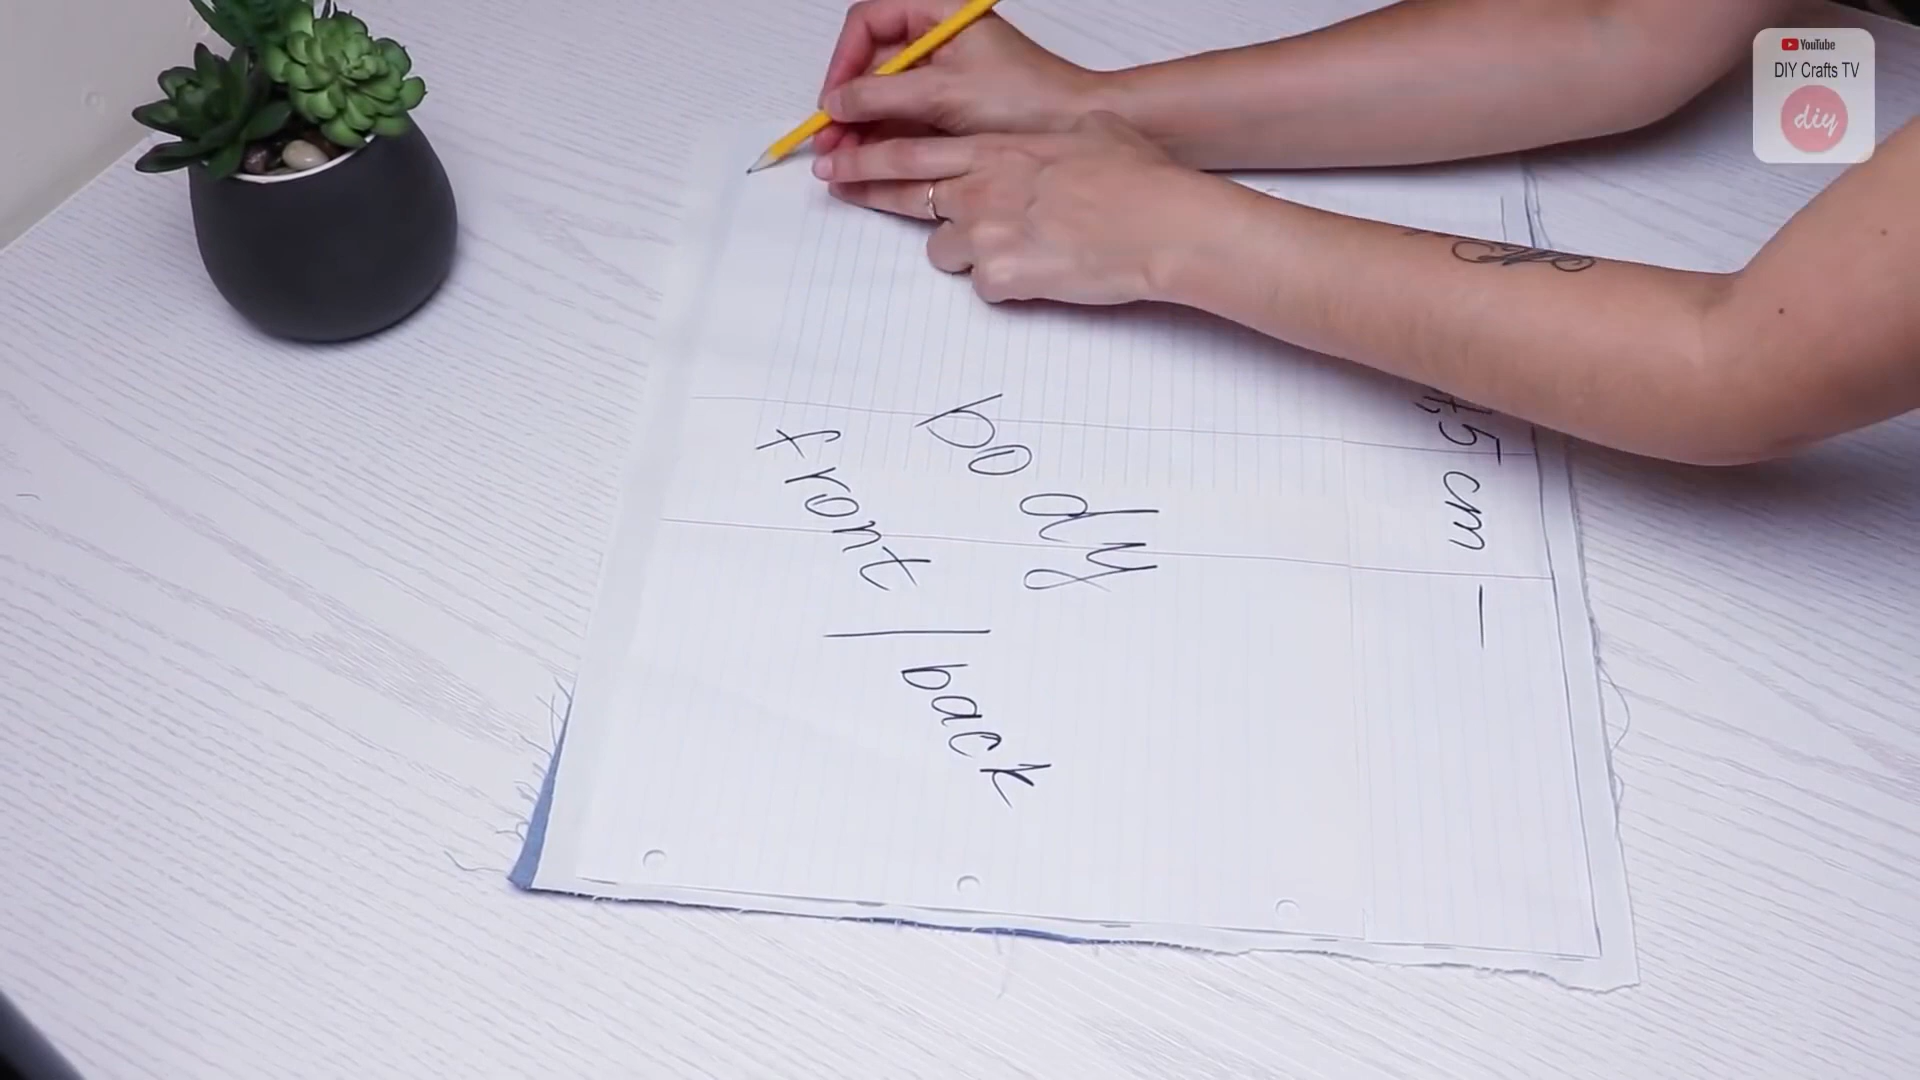 YouTube
DIY Crafts TV
diy
body
front / back
cm